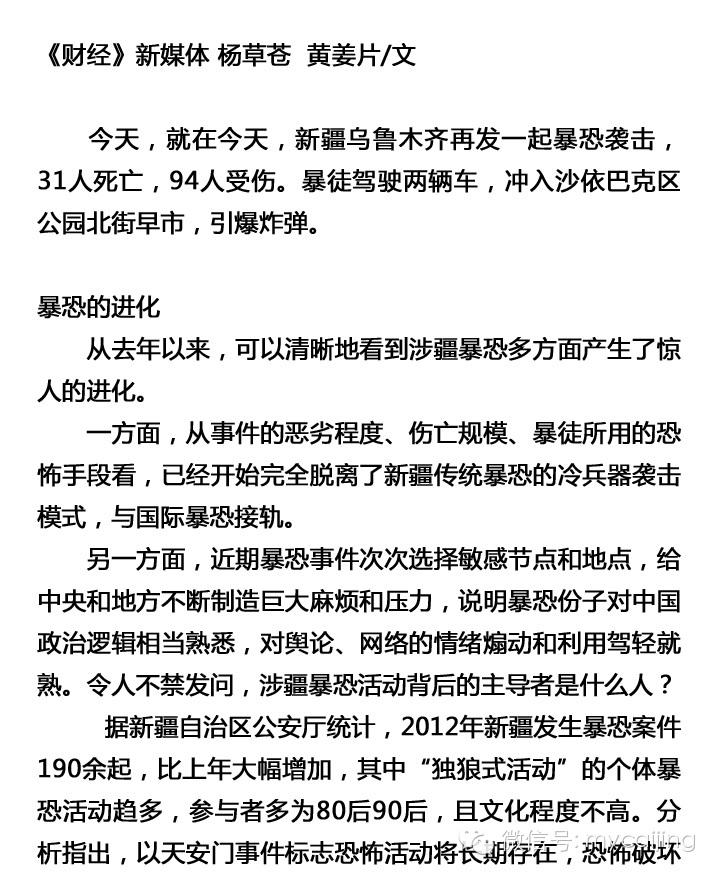 《财经》新媒体 杨草苍 黄姜片/文
今天，就在今天，新疆乌鲁木齐再发一起暴恐袭击，
31人死亡，94人受伤。暴徒驾驶两辆车，冲入沙依巴克区
公园北街早市，引爆炸弹。
暴恐的进化
从去年以来，可以清晰地看到涉疆暴恐多方面产生了惊
人的进化。
一方面，从事件的恶劣程度、伤亡规模、暴徒所用的恐
怖手段看，已经开始完全脱离了新疆传统暴恐的冷兵器袭击
模式，与国际暴恐接轨。
另一方面，近期暴恐事件次次选择敏感节点和地点，给
中央和地方不断制造巨大麻烦和压力，说明暴恐份子对中国
政治逻辑相当熟悉，对舆论、网络的情绪煽动和利用驾轻就
熟。令人不禁发问，涉疆暴恐活动背后的主导者是什么人？
据新疆自治区公安厅统计，2012年新疆发生暴恐案件
190余起，比上年大幅增加，其中“独狼式活动”的个体暴
恐活动趋多，参与者多为80后90后，且文化程度不高。分
析指出，以天安门事件标志恐怖活动将长期存在，恐怖破坏
微信号: mycaijing